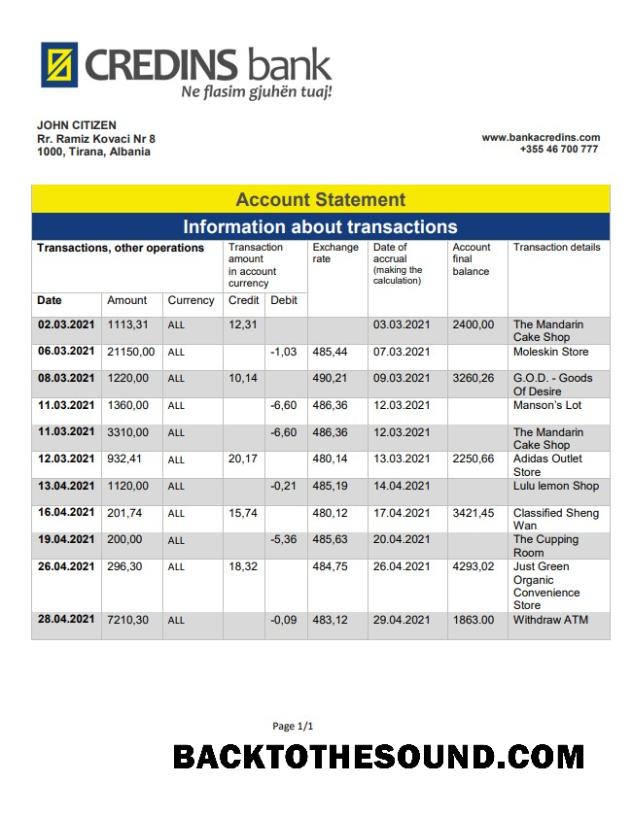 CREDINS bank
Ne flasim gjuhën tuaj!
JOHN CITIZEN
Rr. Ramiz Kovaci Nr 8
1000, Tirana, Albania
www.bankacredins.com
+355 46 700 777
Account Statement
Information about transactions
Transactions, other operations Transaction amount in account currency Exchange rate Date of accrual (making the calculation) Account final balance Transaction details
Date Amount Currency Credit Debit
02.03.2021 1113,31 ALL 12,31 03.03.2021 2400,00 The Mandarin Cake Shop
06.03.2021 21150,00 ALL -1,03 485,44 07.03.2021 Moleskin Store
08.03.2021 1220,00 ALL 10,14 490,21 09.03.2021 3260,26 G.O.D. - Goods Of Desire
11.03.2021 1360,00 ALL -6,60 486,36 12.03.2021 Manson's Lot
11.03.2021 3310,00 ALL -6,60 486,36 12.03.2021 The Mandarin Cake Shop
12.03.2021 932,41 ALL 20,17 480,14 13.03.2021 2250,66 Adidas Outlet Store
13.04.2021 1120,00 ALL -0,21 485,19 14.04.2021 Lulu lemon Shop
16.04.2021 201,74 ALL 15,74 480,12 17.04.2021 3421,45 Classified Sheng Wan
19.04.2021 200,00 ALL -5,36 485,63 20.04.2021 The Cupping Room
26.04.2021 296,30 ALL 18,32 484,75 26.04.2021 4293,02 Just Green Organic Convenience Store
28.04.2021 7210,30 ALL -0,09 483,12 29.04.2021 1863.00 Withdraw ATM
Page 1/1
BACKTOTHESOUND.COM